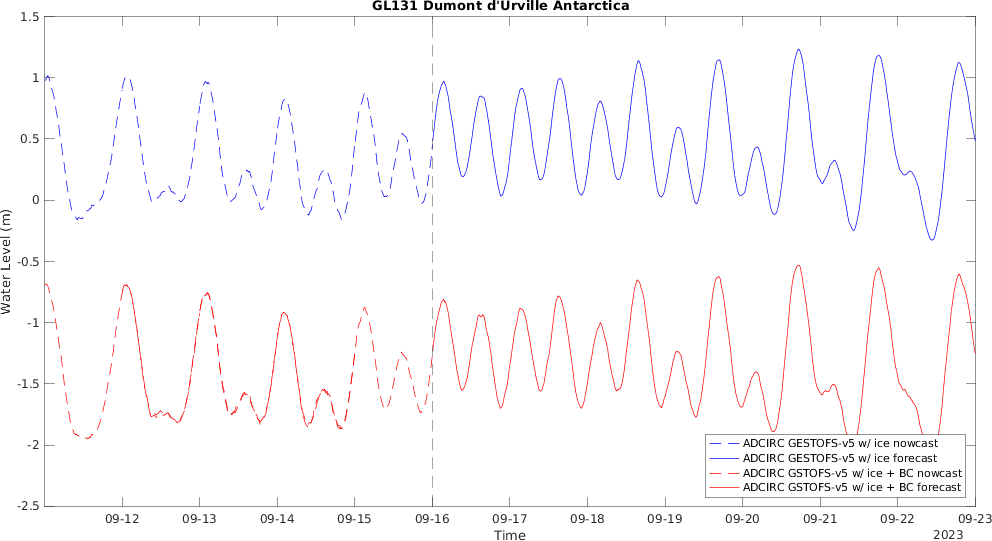 GL131 Dumont d'Urville Antarctica
1.5
1
0.5
0
-0.5
-1
-1.5
-2
-2.5
Water Level (m)
ADCIRC GESTOFS-v5 w/ ice nowcast
ADCIRC GESTOFS-v5 w/ ice forecast
ADCIRC GSTOFS-v5 w/ ice + BC nowcast
ADCIRC GSTOFS-v5 w/ ice + BC forecast
09-12 09-13 09-14 09-15 09-16 09-17 09-18 09-19 09-20 09-21 09-22 09-23
Time
2023